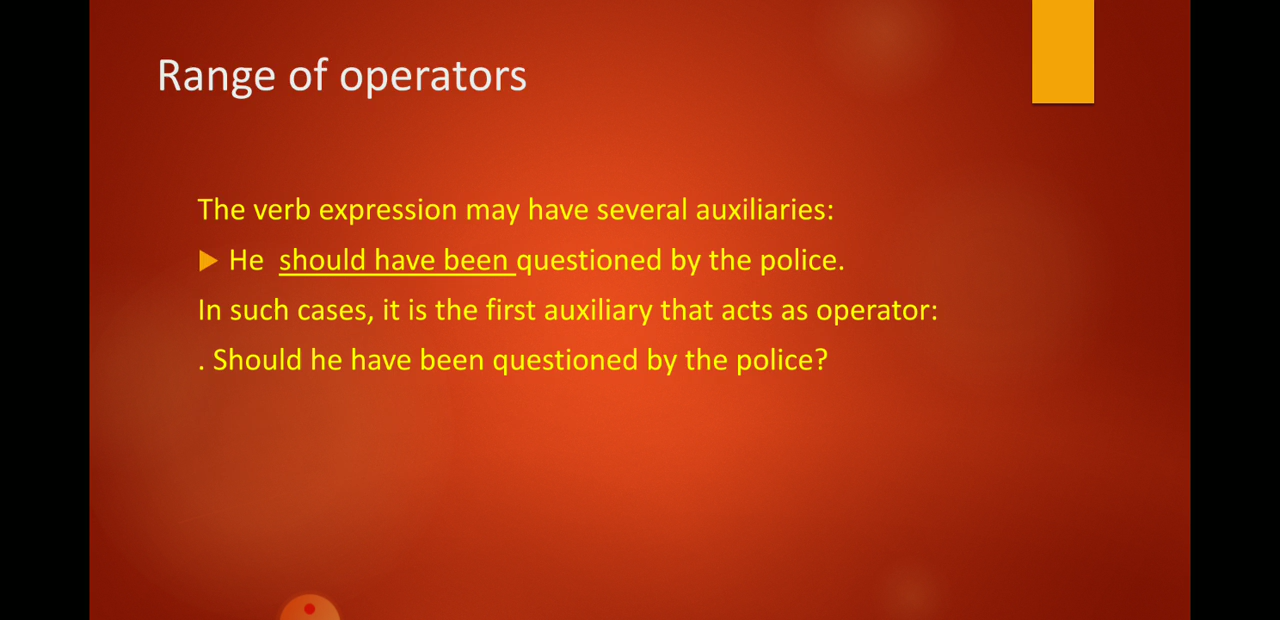 Range of operators
The verb expression may have several auxiliaries:
He should have been questioned by the police.
In such cases, it is the first auxiliary that acts as operator:
. Should he have been questioned by the police?